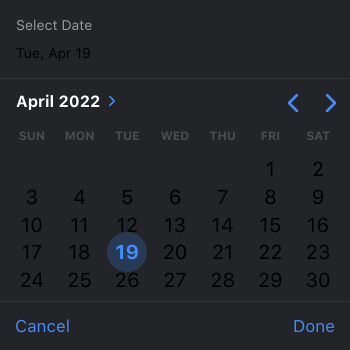 Select Date
Tue, Apr 19
April 2022
SUN MON TUE WED THU FRI SAT
1 2
3 4 5 6 7 8 9
10 11 12 13 14 15 16
17 18 19 20 21 22 23
24 25 26 27 28 29 30
Cancel Done